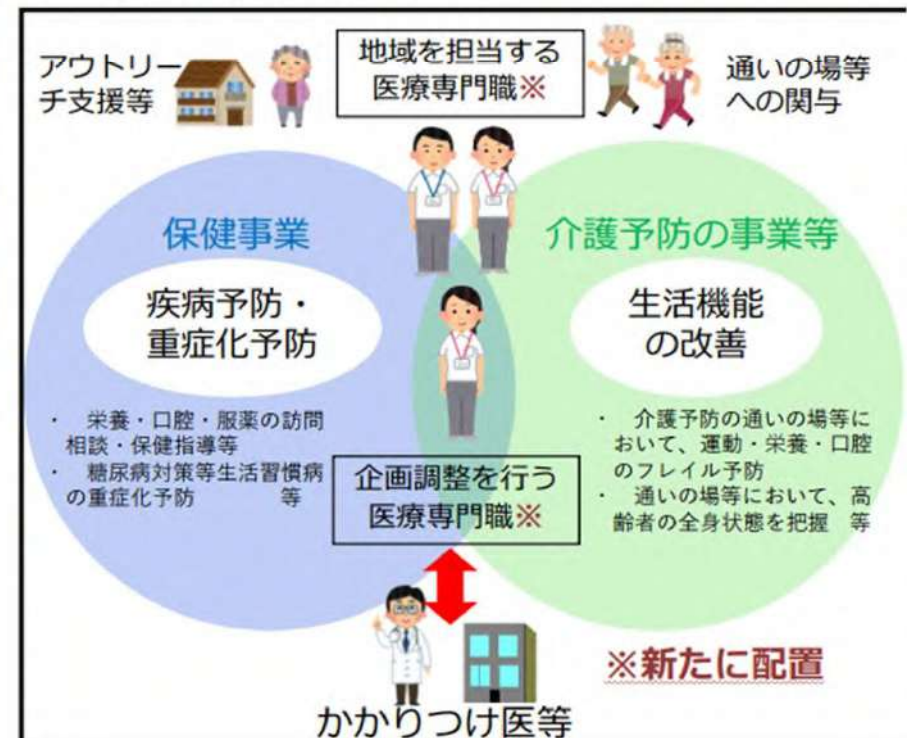 アウトリー
チ支援等
地域を担当する
医療専門職※
通いの場等
への関与
保健事業
疾病予防・
重症化予防
・　栄養・口腔・服薬の訪問
相談・保健指導等
・　糖尿病対策等生活習慣病
の重症化予防　　　　等
介護予防の事業等
生活機能
の改善
・　介護予防の通いの場等に
おいて、運動・栄養・口腔
のフレイル予防
・　通いの場等において、高
齢者の全身状態を把握　等
企画調整を行う
医療専門職※
かかりつけ医等
※新たに配置